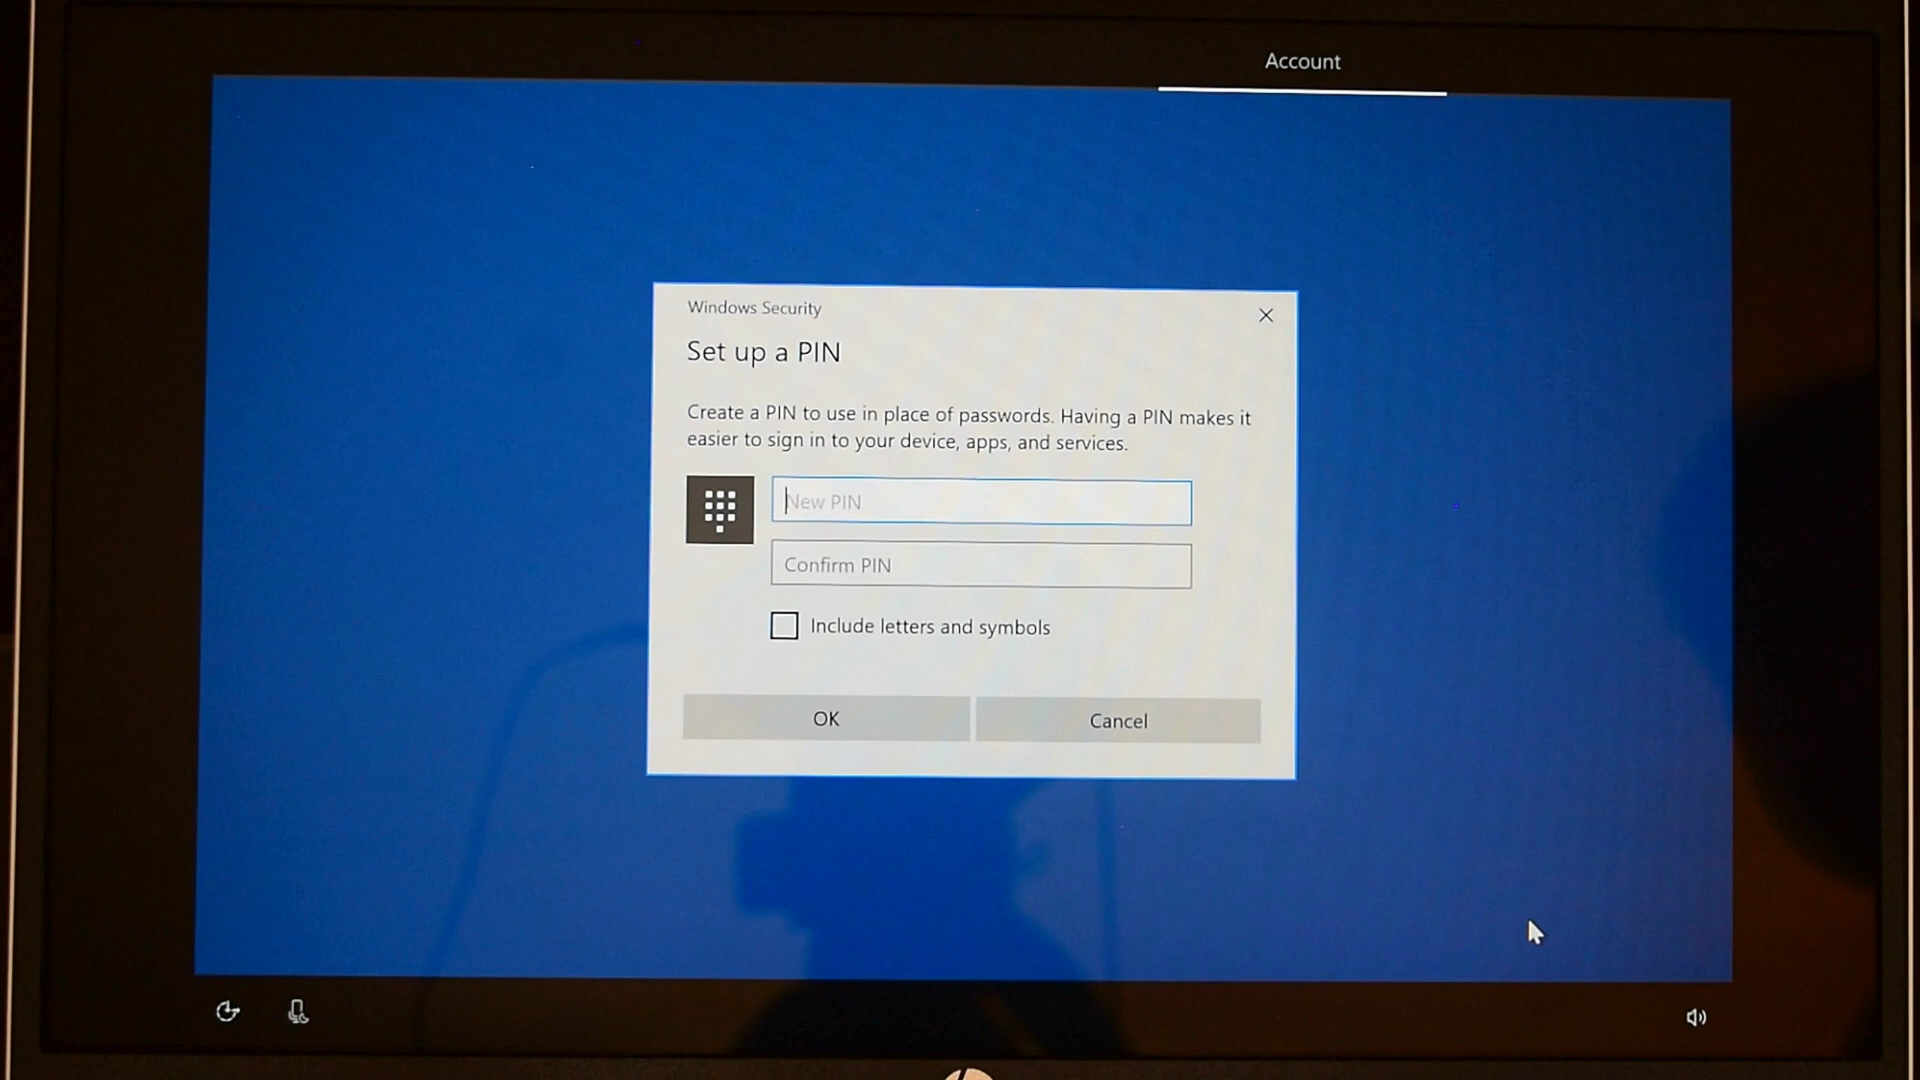 Account
Windows Security
Set up a PIN
Create a PIN to use in place of passwords. Having a PIN makes it
easier to sign in to your device, apps, and services.
New PIN
Confirm PIN
Include letters and symbols
OK
Cancel